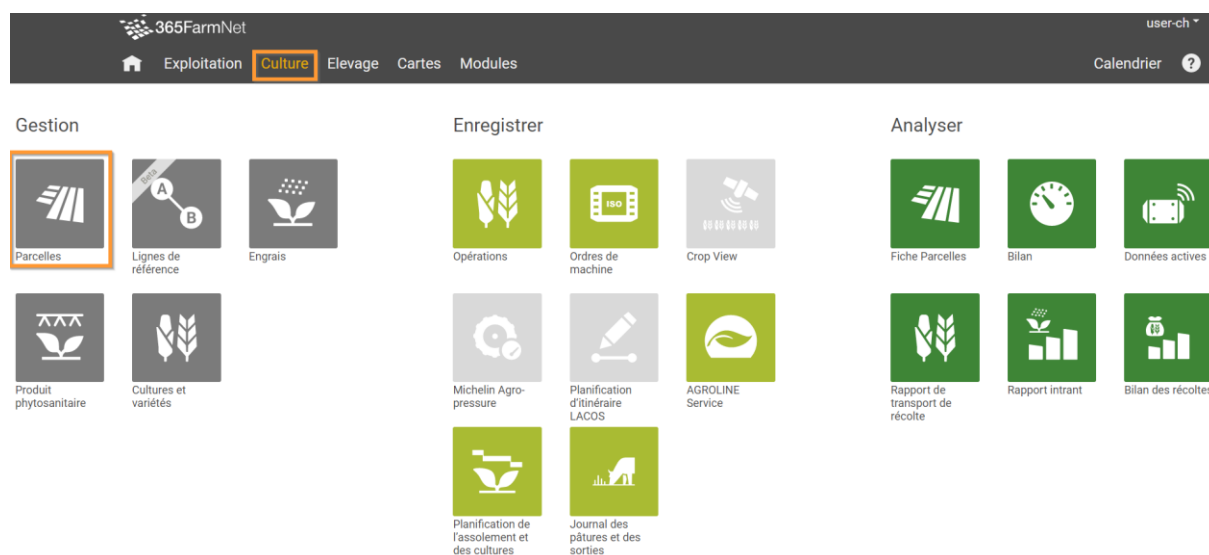 365FarmNet
user-ch
Exploitation Culture Elevage Cartes Modules
Calendrier ?
Gestion
Beta
A
B
Parcelles
Lignes de
référence
Engrais
Produit
phytosanitaire
Cultures et
variétés
Enregistrer
ISO
Opérations
Ordres de
machine
Crop View
Michelin Agro-
pressure
Planification
d'itinéraire
LACOS
AGROLINE
Service
Planification de
l'assolement et
des cultures
Journal des
pâtures et des
sorties
Analyser
Fiche Parcelles
Bilan
Données actives
Rapport de
transport de
récolte
Rapport intrant
Bilan des récoltes